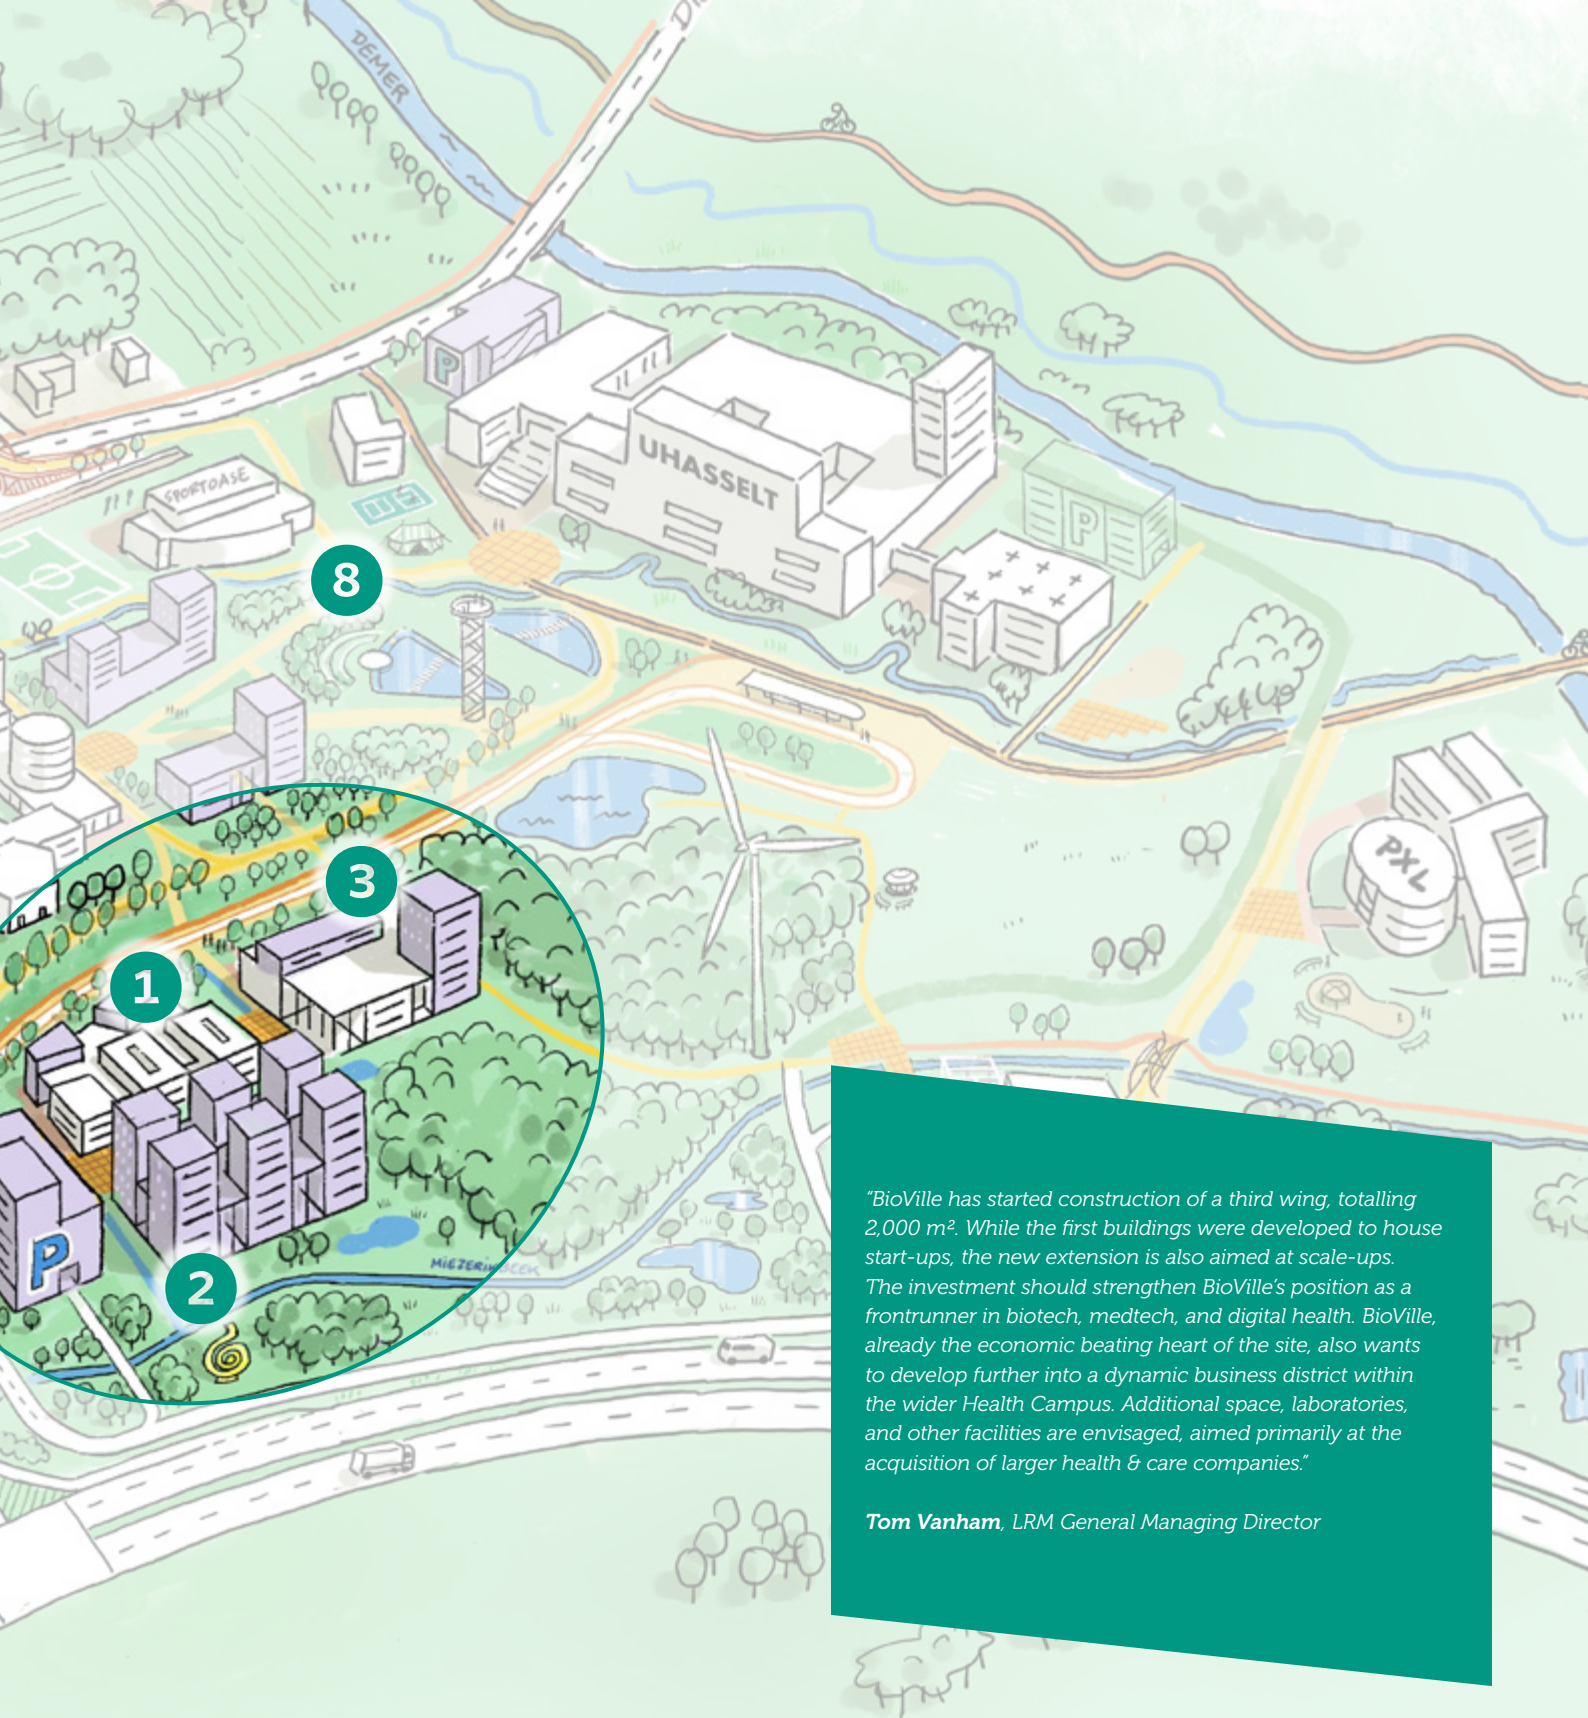 DEMER
P
UHASSELT
SPORTOASE
P
8
PXL
3
1
P
2
MIEZERIKBEEK
“BioVille has started construction of a third wing, totalling
2,000 m². While the first buildings were developed to house
start-ups, the new extension is also aimed at scale-ups.
The investment should strengthen BioVille’s position as a
frontrunner in biotech, medtech, and digital health. BioVille,
already the economic beating heart of the site, also wants
to develop further into a dynamic business district within
the wider Health Campus. Additional space, laboratories,
and other facilities are envisaged, aimed primarily at the
acquisition of larger health & care companies.”
Tom Vanham, LRM General Managing Director